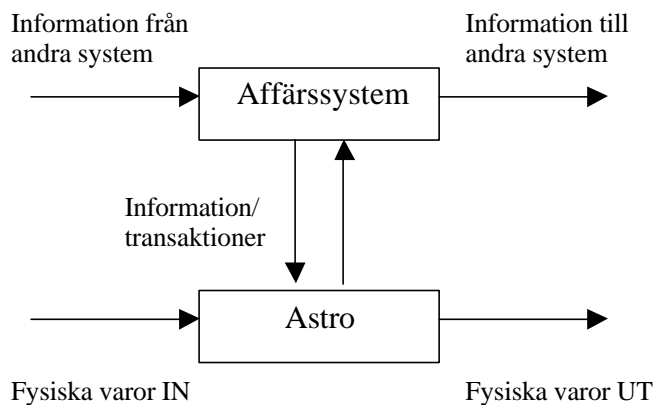 Information från
andra system
Information till
andra system
Affärssystem
Information/
transaktioner
Astro
Fysiska varor IN
Fysiska varor UT